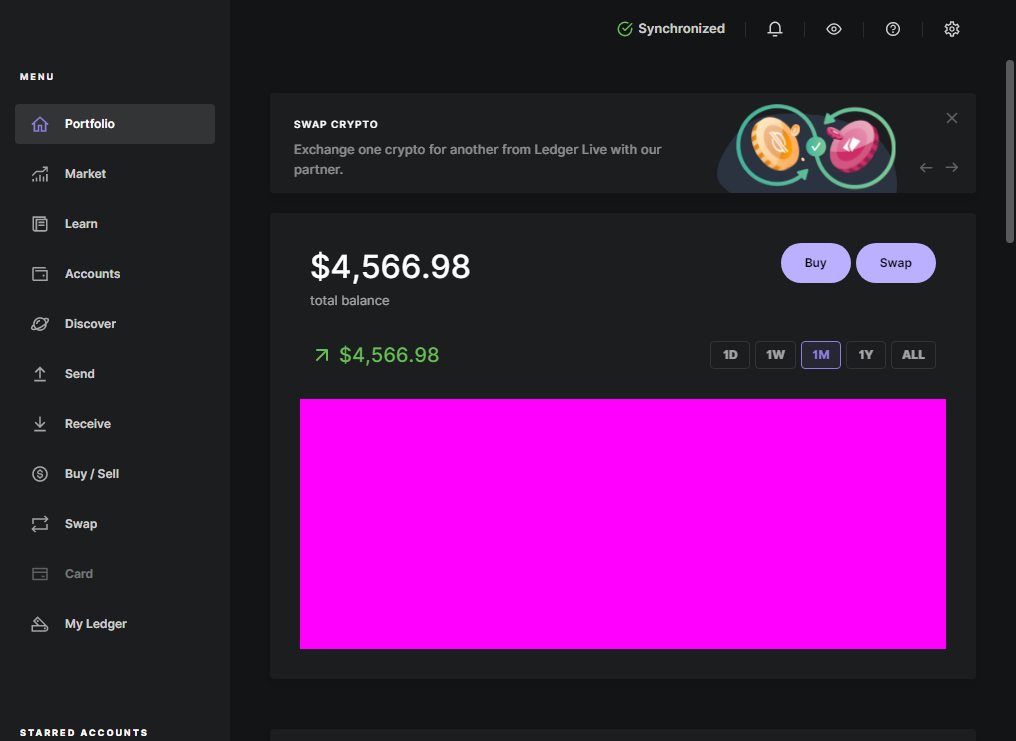 Synchronized
MENU
Portfolio
Market
Learn
Accounts
Discover
Send
Receive
Buy / Sell
Swap
Card
My Ledger
STARRED ACCOUNTS
SWAP CRYPTO
Exchange one crypto for another from Ledger Live with our
partner.
$4,566.98
total balance
Buy
Swap
$4,566.98
1D
1W
1M
1Y
ALL